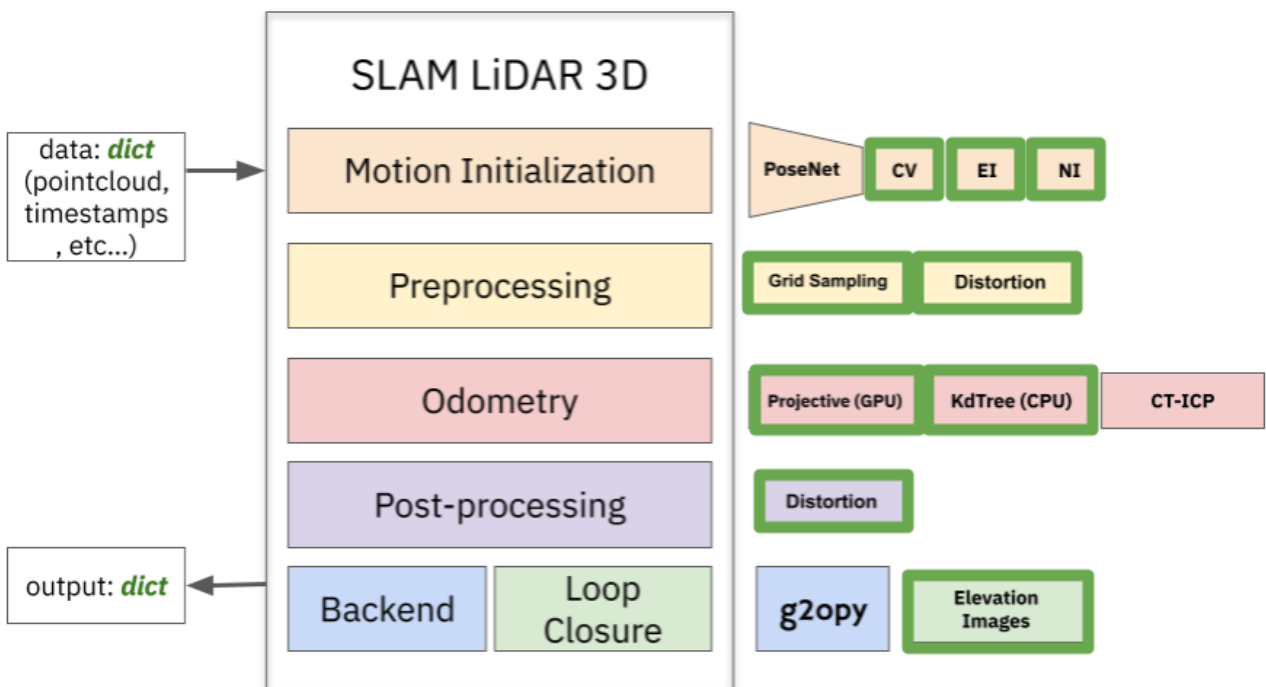 SLAM LiDAR 3D
data: dict
(pointcloud,
timestamps
, etc...)
Motion Initialization
PoseNet
CV
EI
NI
Preprocessing
Grid Sampling
Distortion
Odometry
Projective (GPU)
KdTree (CPU)
CT-ICP
Post-processing
Distortion
output: dict
Backend
Loop
Closure
g2opy
Elevation
Images